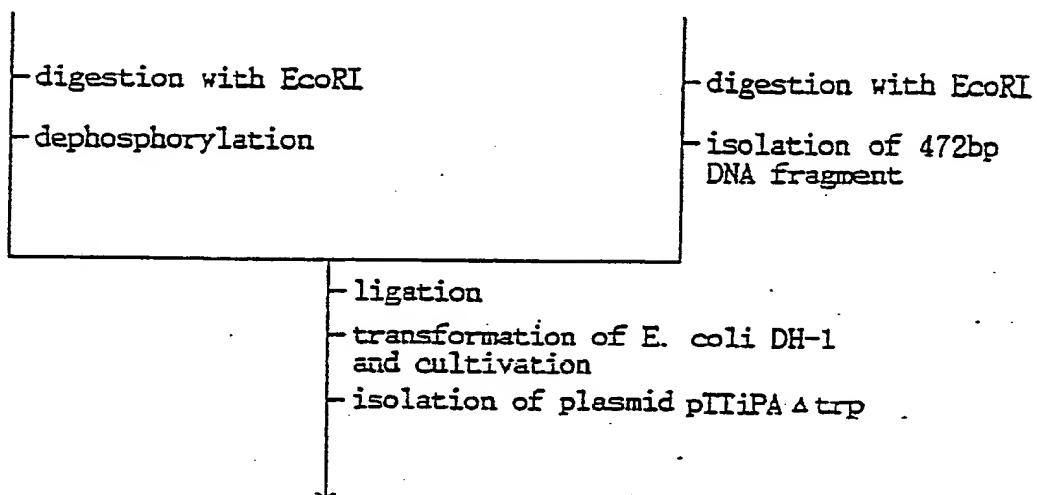 digestion with EcoRI
dephosphorylation
digestion with EcoRI
isolation of 472bp
DNA fragment
ligation
transformation of E. coli DH-1
and cultivation
isolation of plasmid pTTiPA Δ trp